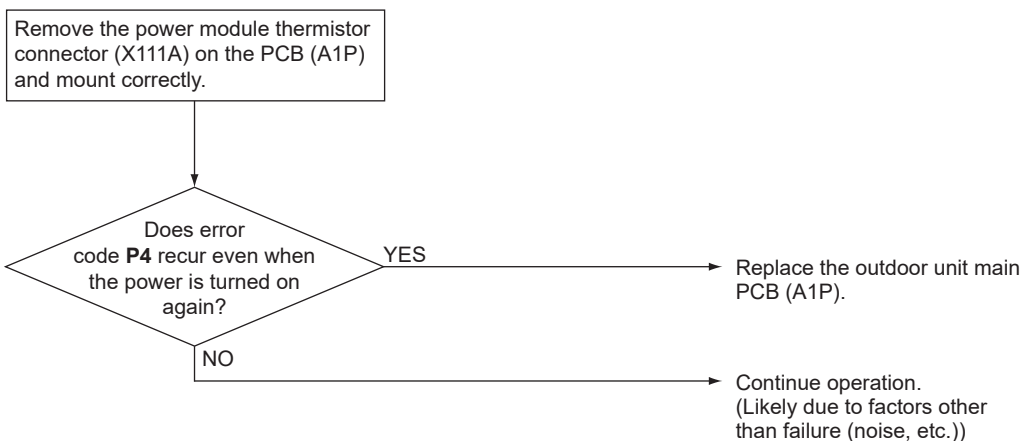 Remove the power module thermistor
connector (X111A) on the PCB (A1P)
and mount correctly.
Does error
code P4 recur even when
the power is turned on
again?
YES
Replace the outdoor unit main
PCB (A1P).
NO
Continue operation.
(Likely due to factors other
than failure (noise, etc.))